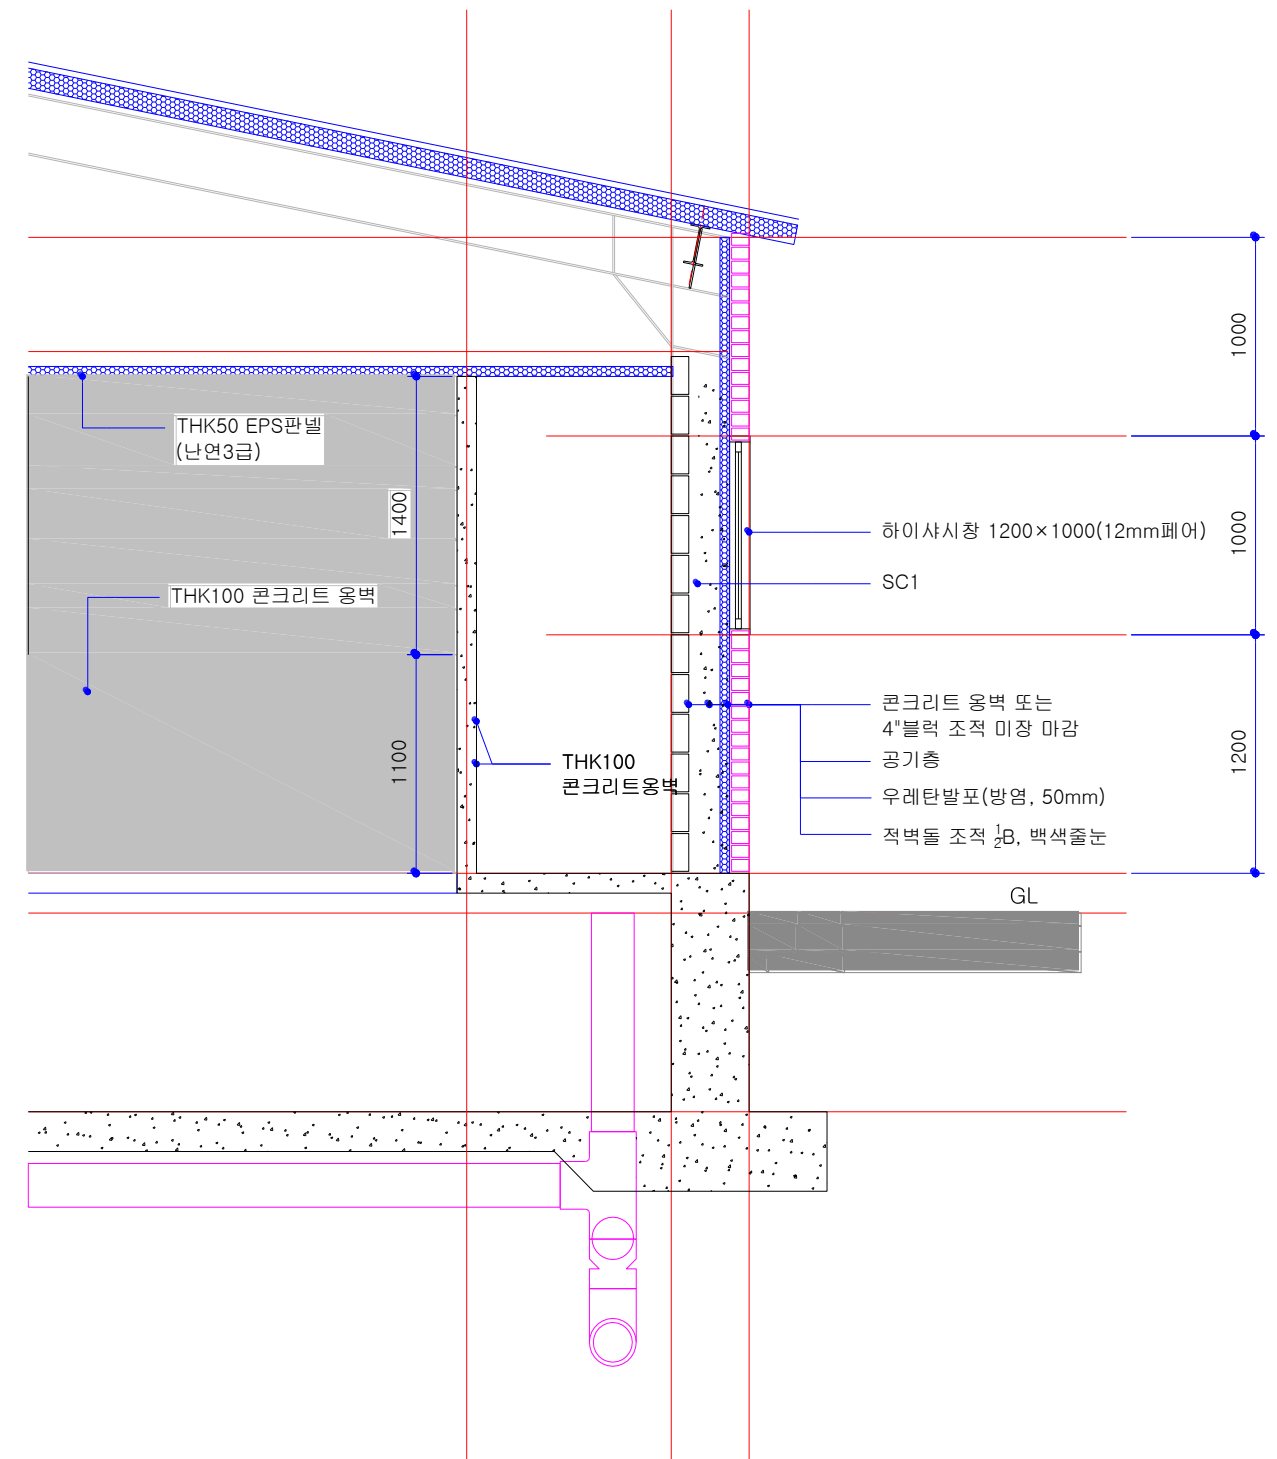 1000
THK50 EPS판넬
(난연3급)
1400
하이샤시창 1200×1000(12mm페어)
1000
SC1
THK100 콘크리트 옹벽
콘크리트 옹벽 또는
4"블럭 조적 미장 마감
공기층
우레탄발포(방염, 50mm)
적벽돌 조적 1/2B, 백색줄눈
1200
1100
THK100
콘크리트옹벽
GL